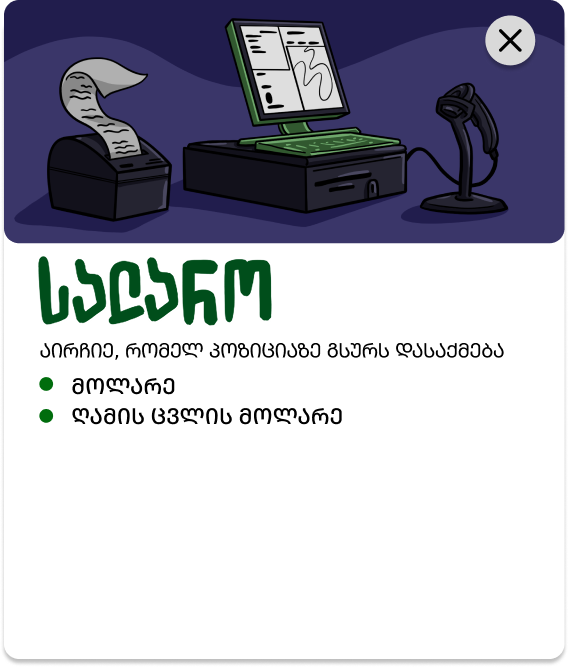 სალარო
აირჩიე, რომელ პოზიციაზე გსურს დასაქმება
მოლარე
ღამის ცვლის მოლარე